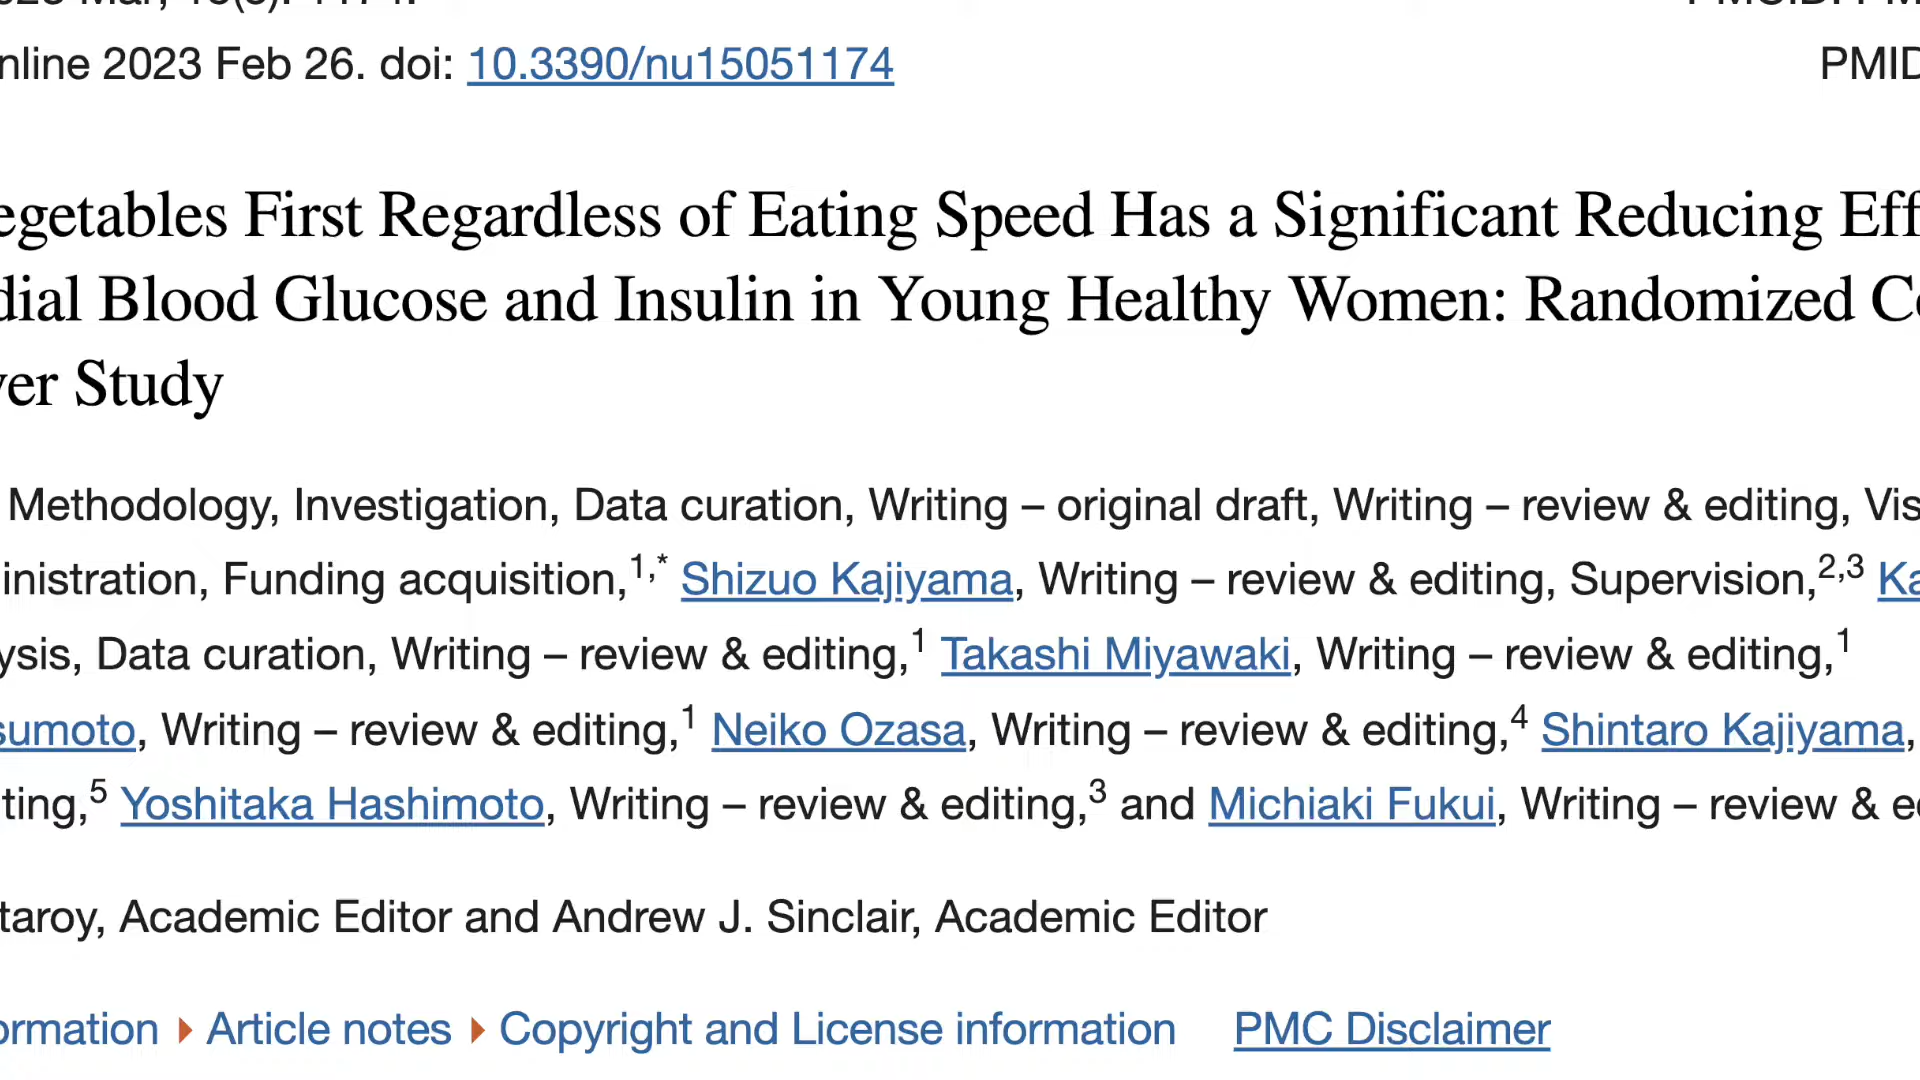 nline 2023 Feb 26. doi: 10.3390/nu15051174 PMID
egetables First Regardless of Eating Speed Has a Significant Reducing Eff
dial Blood Glucose and Insulin in Young Healthy Women: Randomized Co
ver Study
Methodology, Investigation, Data curation, Writing – original draft, Writing – review & editing, Vis
inistration, Funding acquisition,1,* Shizuo Kajiyama, Writing – review & editing, Supervision,2,3 Ka
ysis, Data curation, Writing – review & editing,1 Takashi Miyawaki, Writing – review & editing,1
sumoto, Writing – review & editing,1 Neiko Ozasa, Writing – review & editing,4 Shintaro Kajiyama,
ting,5 Yoshitaka Hashimoto, Writing – review & editing,3 and Michiaki Fukui, Writing – review & e
taroy, Academic Editor and Andrew J. Sinclair, Academic Editor
ormation Article notes Copyright and License information PMC Disclaimer